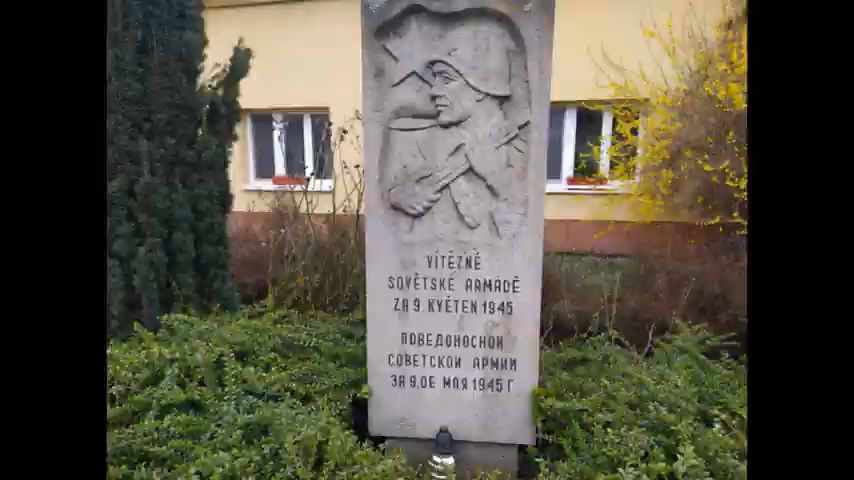 VÍTĚZNÉ
SOVĚTSKÉ ARMÁDĚ
ZA 9. KVĚTEN 1945
ПОБЕДОНОСНОЙ
СОВЕТСКОЙ АРМИИ
ЗА 9.ОЕ МАЯ 1945 Г